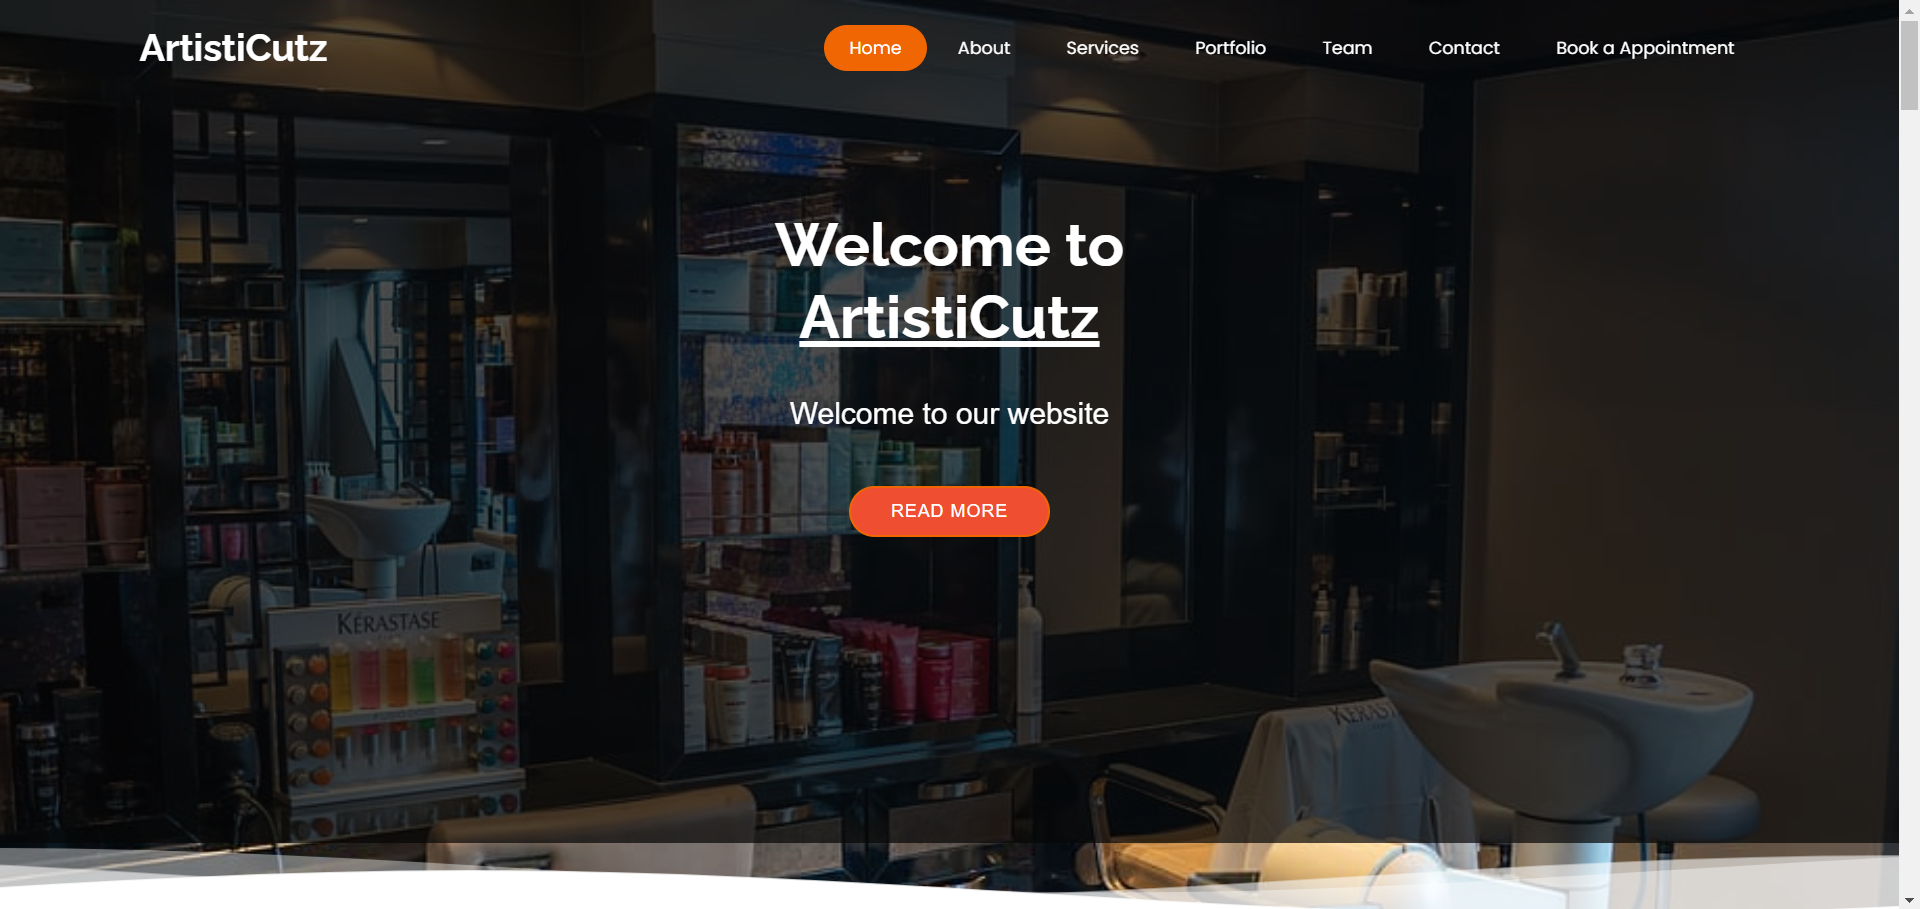 ArtistiCutz
Home About Services Portfolio Team Contact Book a Appointment
Welcome to
ArtistiCutz
Welcome to our website
READ MORE
KÉRASTASE